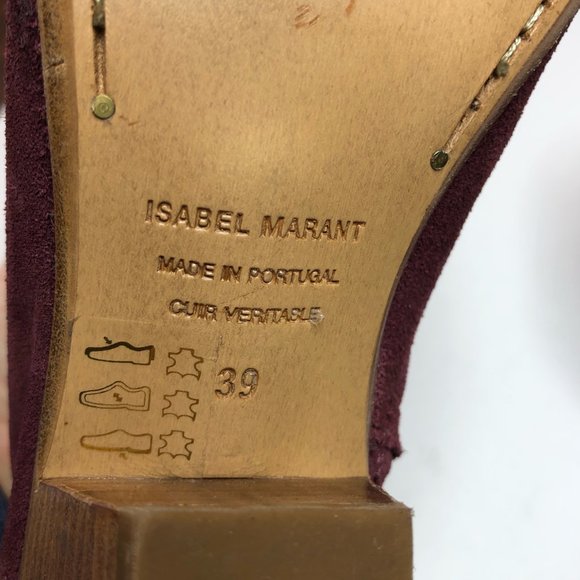 ISABEL MARANT
MADE IN PORTUGAL
CUIR VERITABLE
39